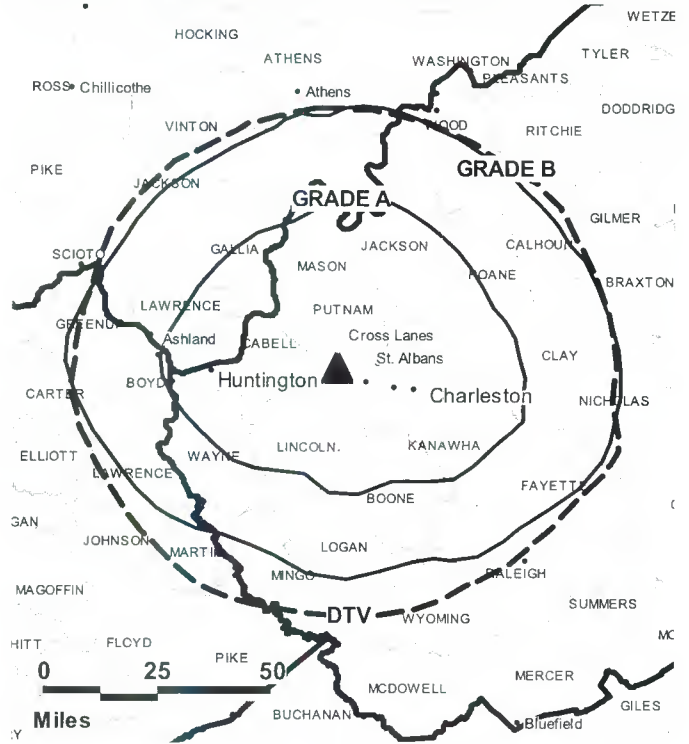 WETZE
HOCKING
TYLER
ATHENS
WASHINGTON
PLEASANTS
ROSS Chillicothe
Athens
DODDRIDG
VINTON
WOOD
RITCHIE
PIKE
GRADE B
JACKSON
GRADE A
GILMER
GALLIA
JACKSON
CALHOUN
SCIOTO
MASON
ROANE
BRAXTON
LAWRENCE
PUTNAM
GREENUP
Ashland
CABELL
Cross Lanes
St. Albans
CLAY
BOYD
Huntington
Charleston
CARTER
NICHOLAS
ELLIOTT
WAYNE
LINCOLN.
KANAWHA
LAWRENCE
FAYETTE
BOONE
GAN
JOHNSON
MARTIN
LOGAN
MINGO
RALEIGH
MAGOFFIN
SUMMERS
DTV
WYOMING
HITT
FLCYD
PIKE
0 25 50
MERCER
MCDOWELL
GILES
Miles
BUCHANAN
Bluefield